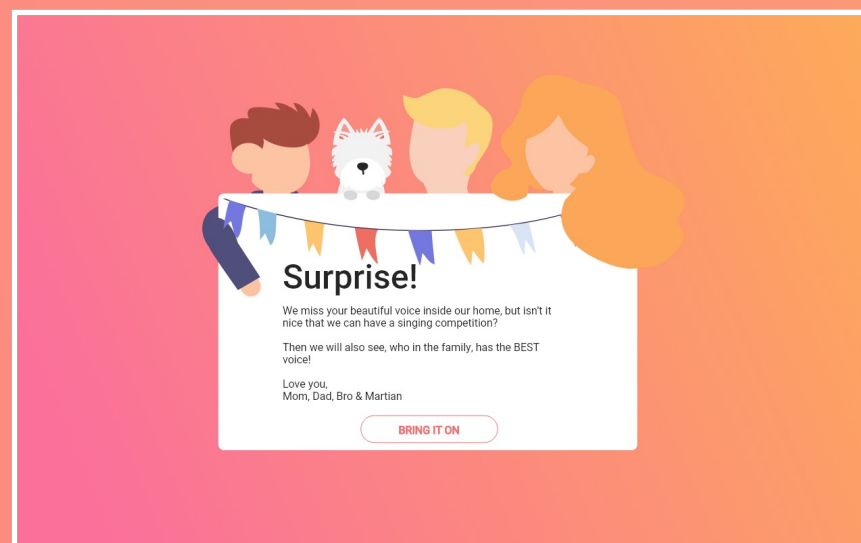 Surprise!
We miss your beautiful voice inside our home, but isn't it
nice that we can have a singing competition?
Then we will also see, who in the family, has the BEST
voice!
Love you,
Mom, Dad, Bro & Martian
BRING IT ON